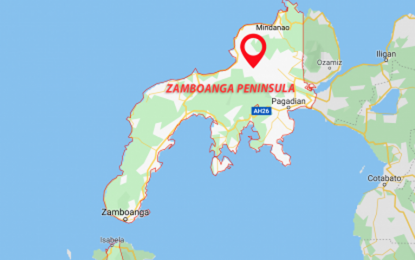 Mindanao
Ozamiz
Iligan
ZAMBOANGA PENINSULA
Pagadian
AH26
Cotabato
Zamboanga
Isabela